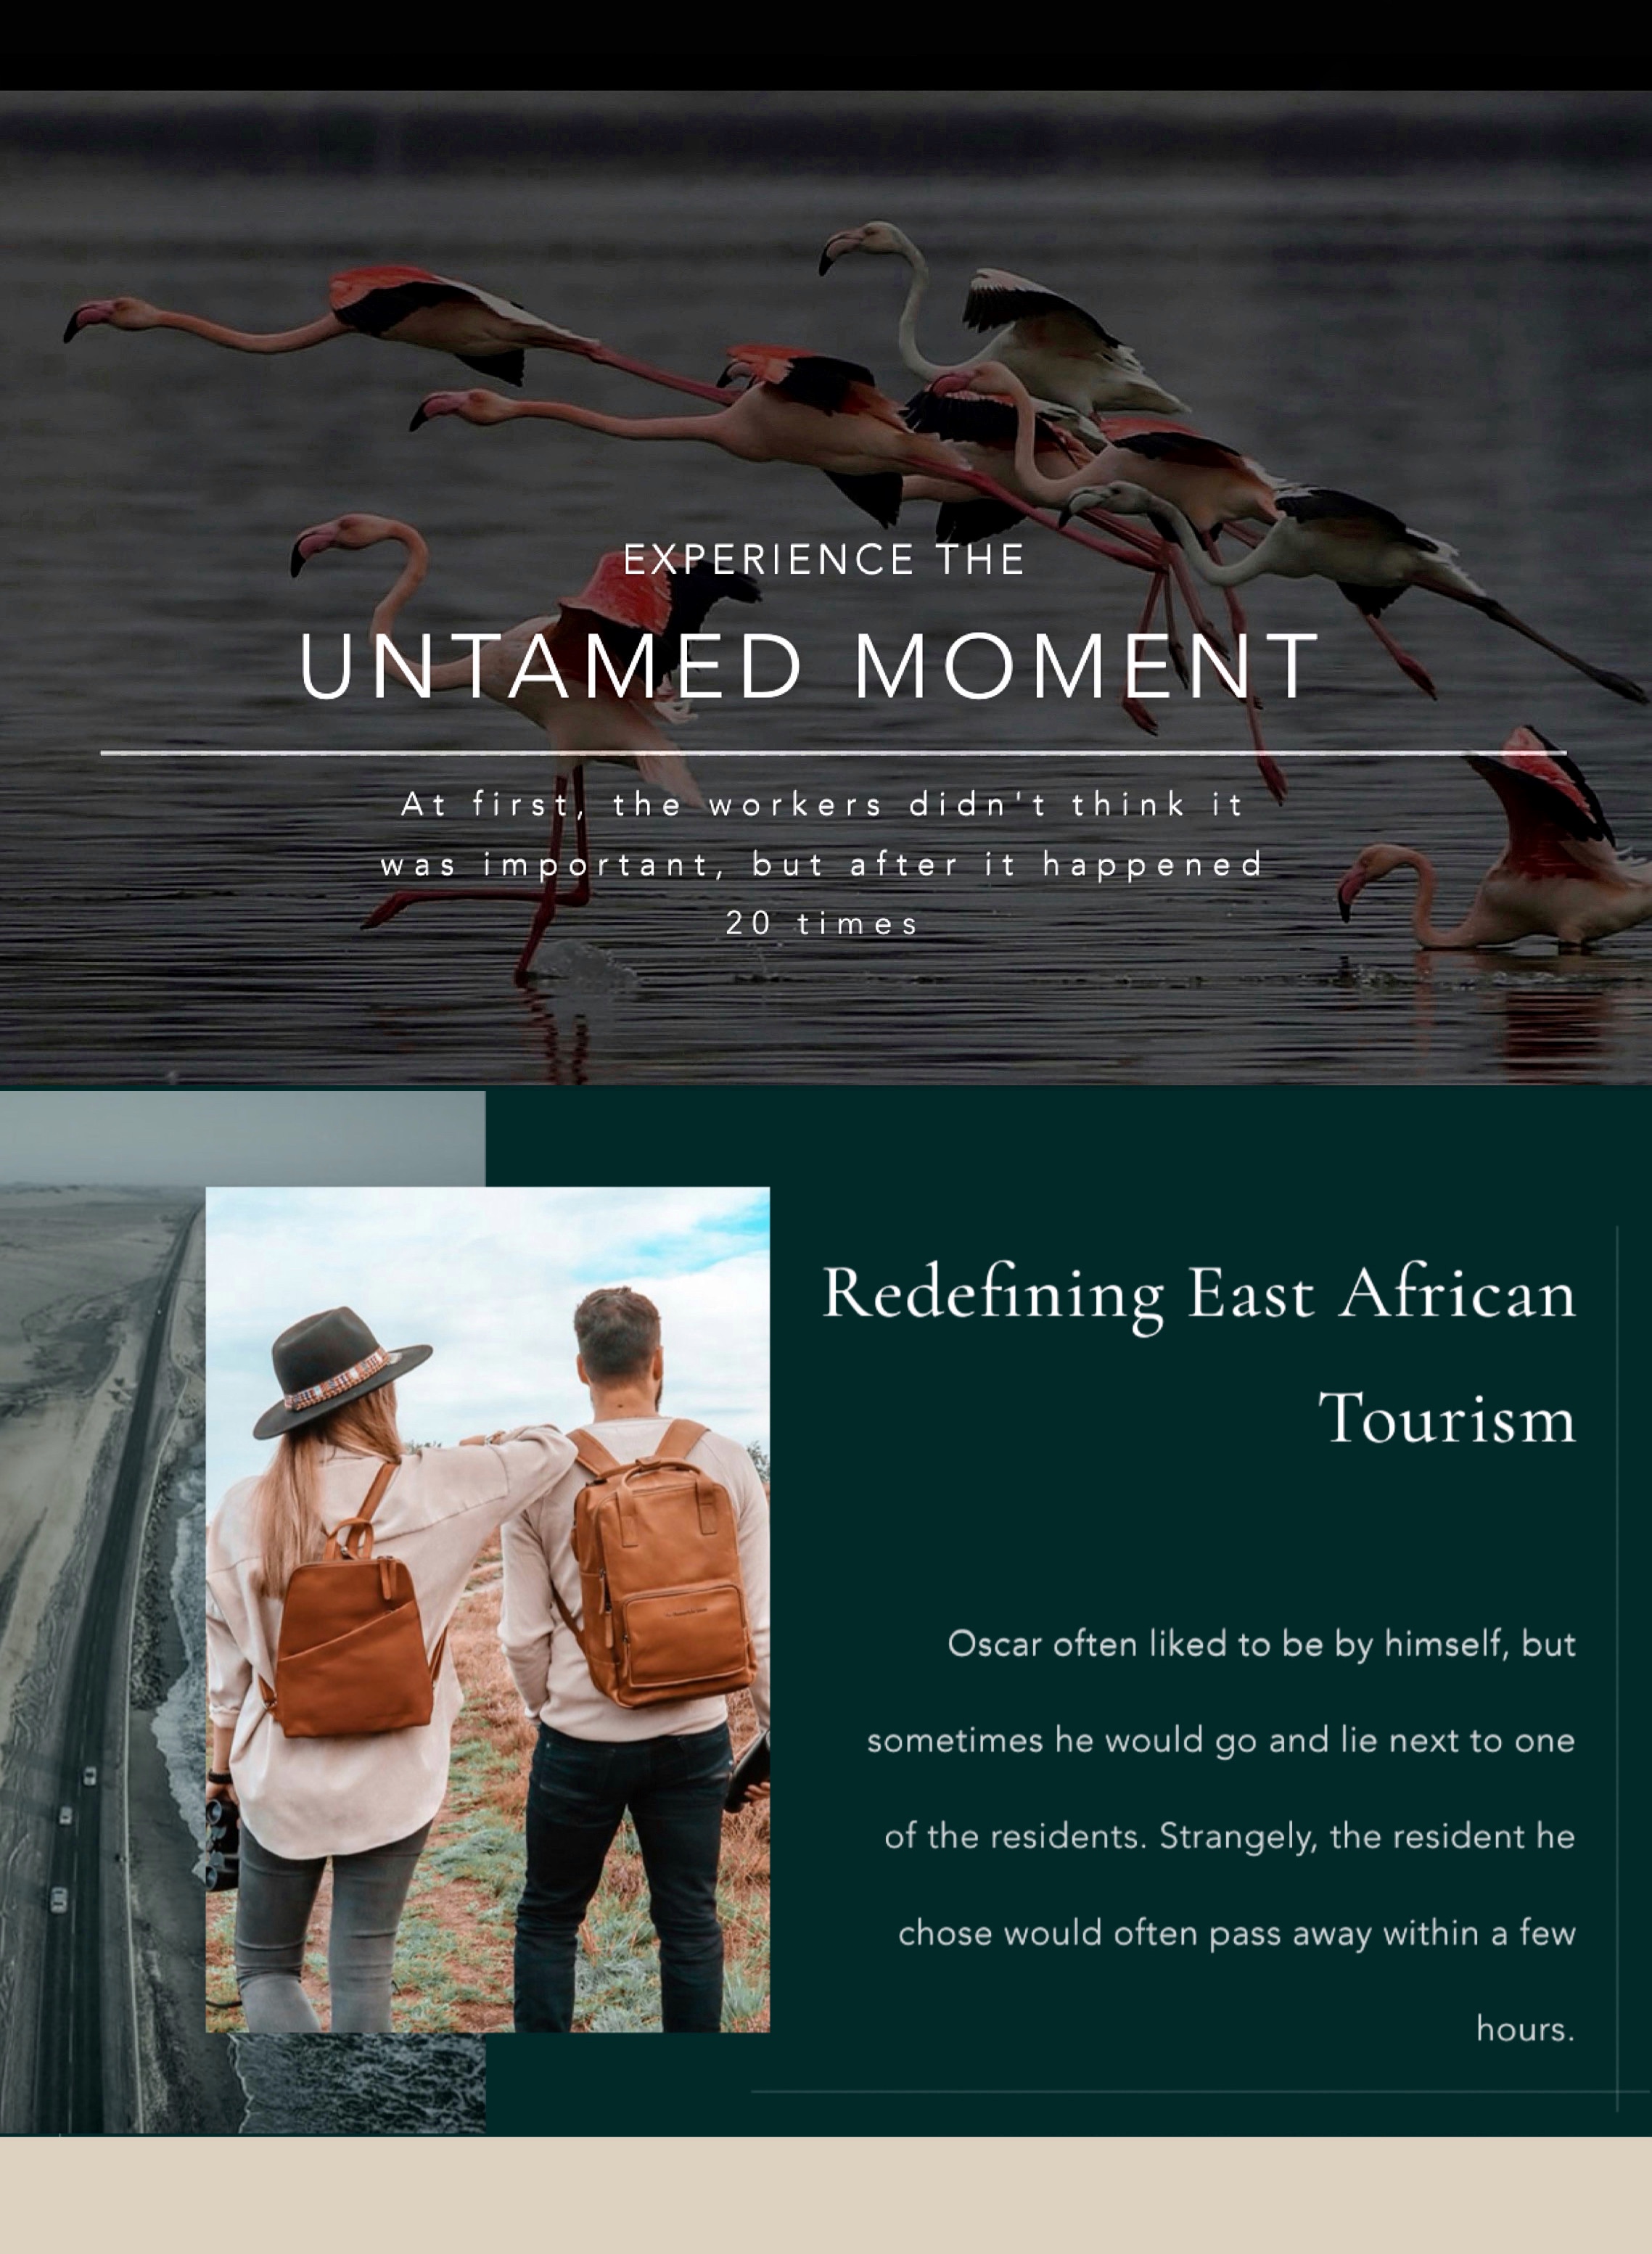 EXPERIENCE THE
UNTAMED MOMENT
At first, the workers didn't think it
was important, but after it happened
20 times
Redefining East African
Tourism
Oscar often liked to be by himself, but
sometimes he would go and lie next to one
of the residents. Strangely, the resident he
chose would often pass away within a few
hours.